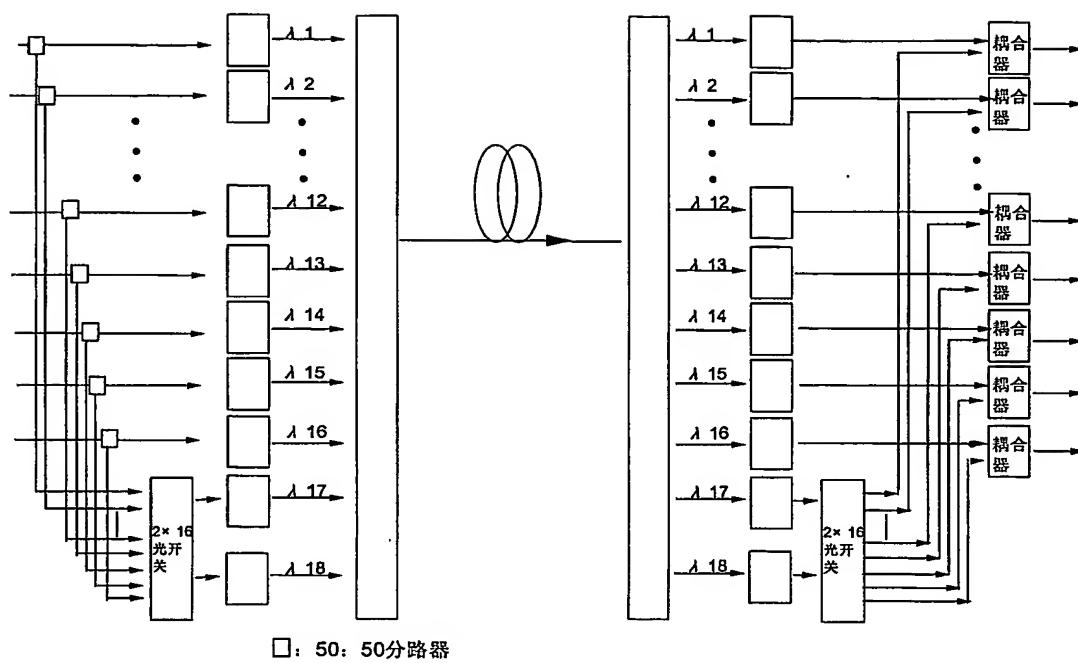 λ 1
λ 2
λ 12
λ 13
λ 14
λ 15
λ 16
λ 17
λ 18
2× 16
光开
关
λ 1
λ 2
λ 12
λ 13
λ 14
λ 15
λ 16
λ 17
λ 18
2× 16
光开
关
耦合
器
耦合
器
耦合
器
耦合
器
耦合
器
耦合
器
耦合
器
：50：50分路器